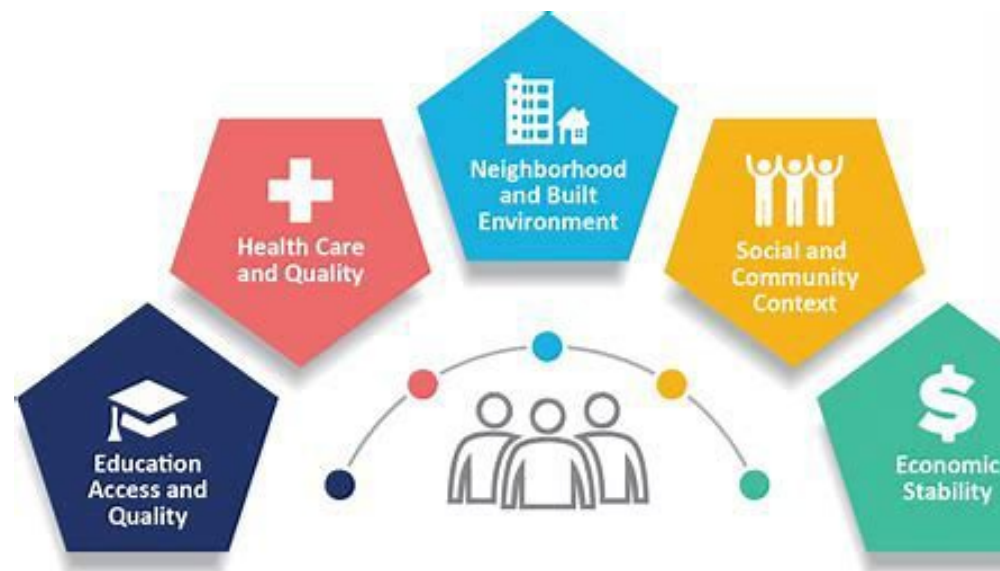 Education
Access and
Quality
Health Care
and Quality
Neighborhood
and Built
Environment
Social and
Community
Context
Economic
Stability